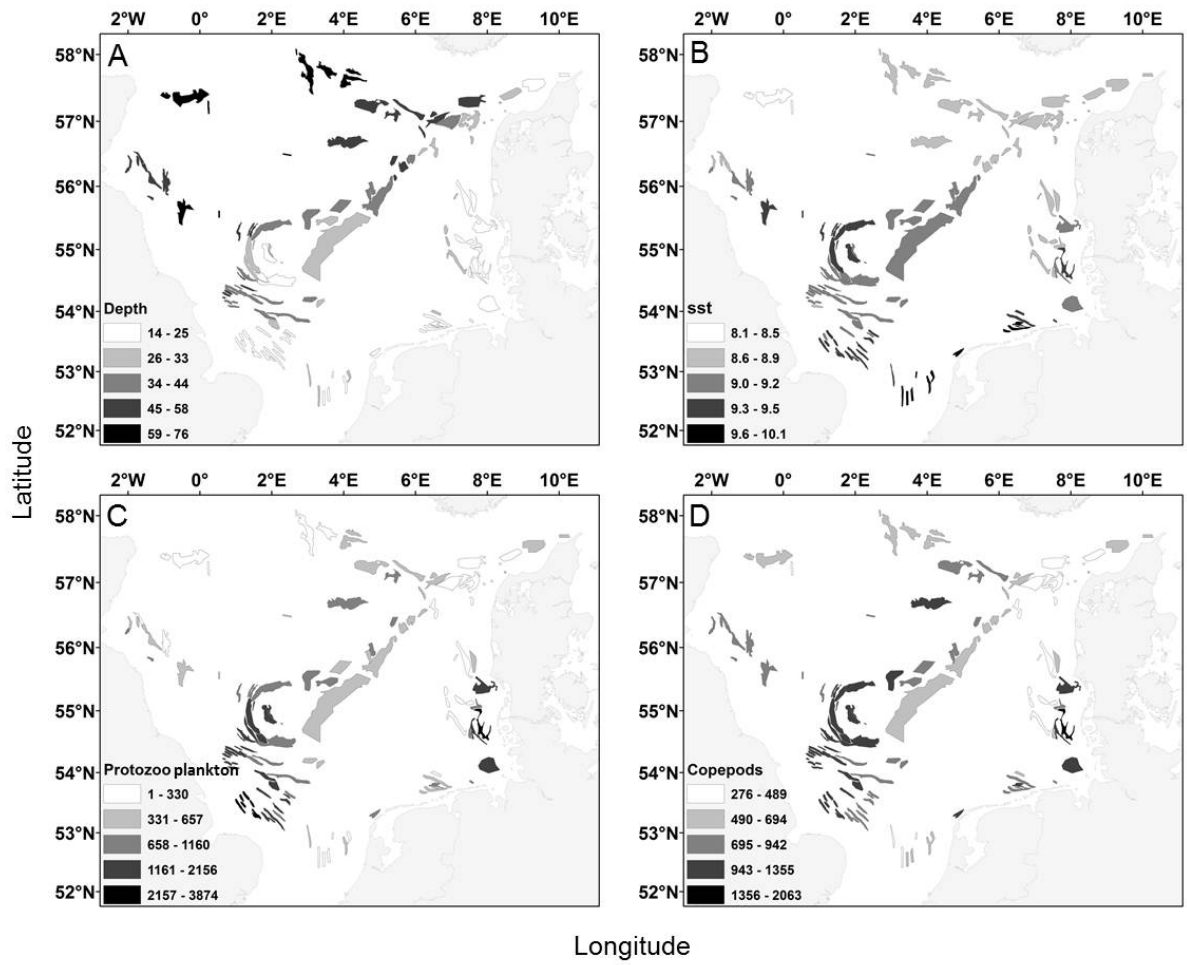 2°W 0° 2°E 4°E 6°E 8°E 10°E
2°W 0° 2°E 4°E 6°E 8°E 10°E
A
B
58°N
57°N
56°N
55°N
54°N
53°N
52°N
Depth
14 - 25
26 - 33
34 - 44
45 - 58
59 - 76
58°N
57°N
56°N
55°N
54°N
53°N
52°N
sst
8.1 - 8.5
8.6 - 8.9
9.0 - 9.2
9.3 - 9.5
9.6 - 10.1
Latitude
2°W 0° 2°E 4°E 6°E 8°E 10°E
2°W 0° 2°E 4°E 6°E 8°E 10°E
C
D
58°N
57°N
56°N
55°N
54°N
53°N
52°N
Protozoo plankton
1 - 330
331 - 657
658 - 1160
1161 - 2156
2157 - 3874
58°N
57°N
56°N
55°N
54°N
53°N
52°N
Copepods
276 - 489
490 - 694
695 - 942
943 - 1355
1356 - 2063
Longitude